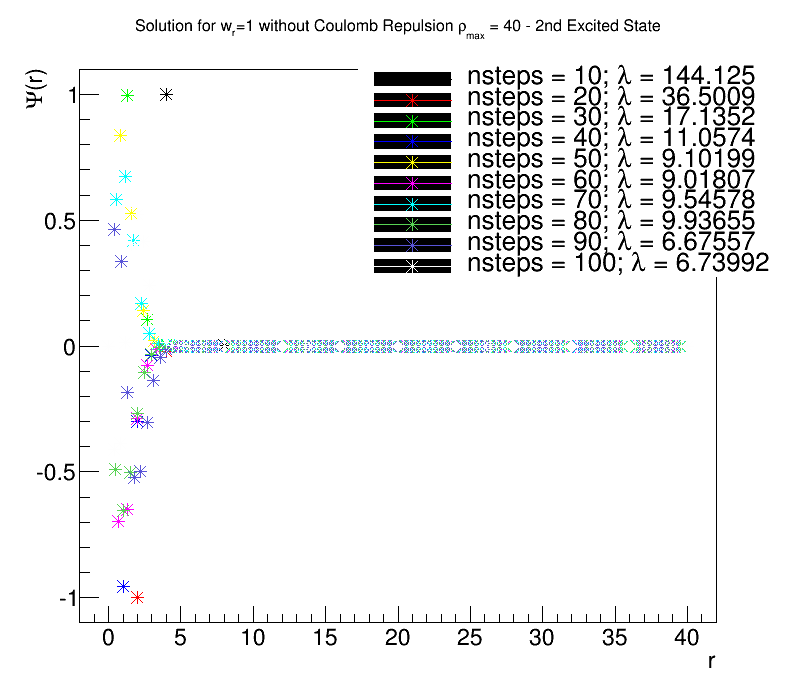 Solution for wr=1 without Coulomb Repulsion ρmax = 40 - 2nd Excited State
Ψ(r)
nsteps = 10; λ = 144.125
nsteps = 20; λ = 36.5009
nsteps = 30; λ = 17.1352
nsteps = 40; λ = 11.0574
nsteps = 50; λ = 9.10199
nsteps = 60; λ = 9.01807
nsteps = 70; λ = 9.54578
nsteps = 80; λ = 9.93655
nsteps = 90; λ = 6.67557
nsteps = 100; λ = 6.73992
1
0.5
0
-0.5
-1
0 5 10 15 20 25 30 35 40
r